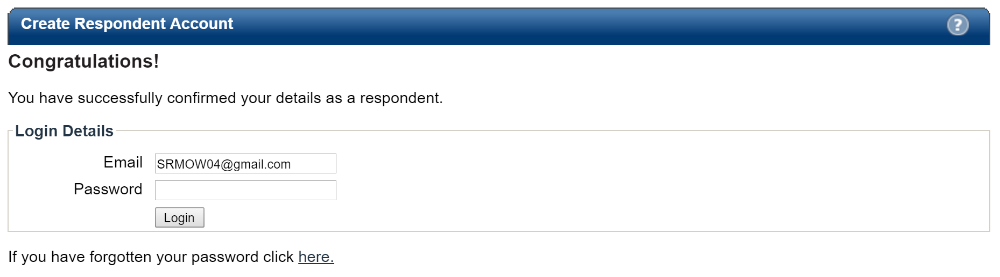 Create Respondent Account
?
Congratulations!
You have successfully confirmed your details as a respondent.
Login Details
Email SRMOW04@gmail.com
Password
Login
If you have forgotten your password click here.